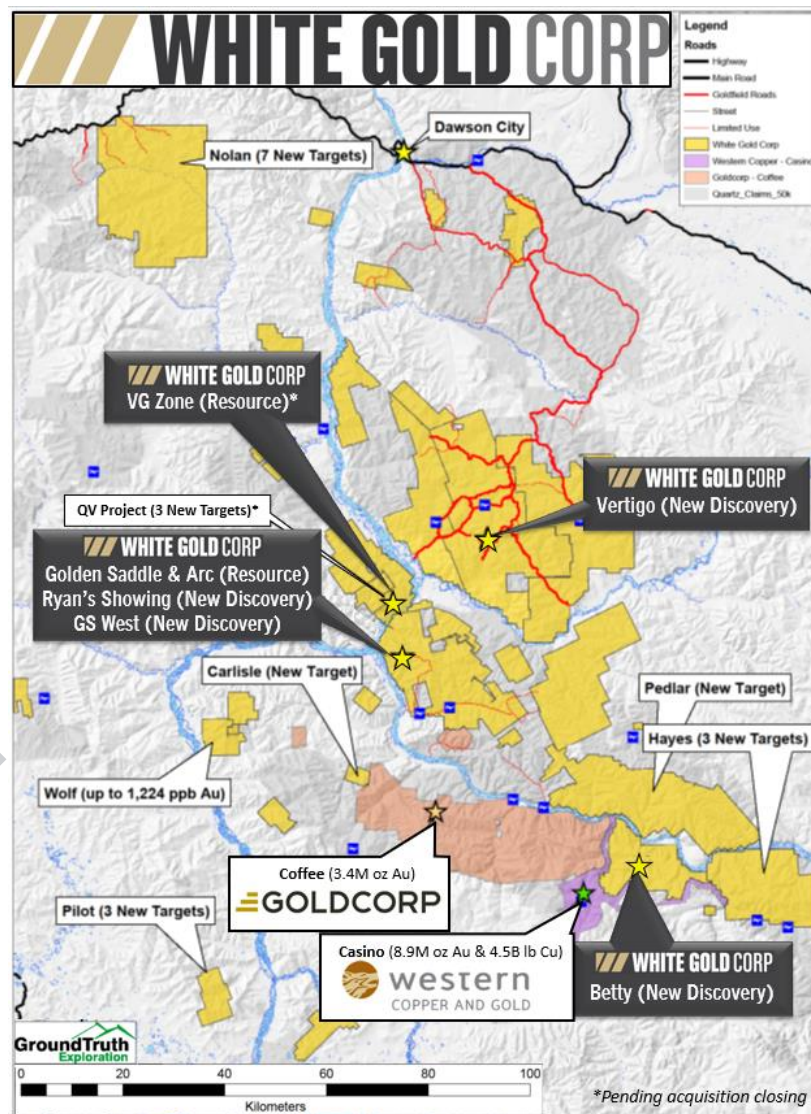 WHITE GOLD CORP
Legend
Roads
Highway
Main Road
Goldfield Roads
Street
Limited Use
White Gold Corp
Western Copper - Casino
Goldcorp - Coffee
Quartz_Claims_50k
Dawson City
Nolan (7 New Targets)
WHITE GOLD CORP
VG Zone (Resource)*
WHITE GOLD CORP
Vertigo (New Discovery)
QV Project (3 New Targets)*
WHITE GOLD CORP
Golden Saddle & Arc (Resource)
Ryan's Showing (New Discovery)
GS West (New Discovery)
Carlisle (New Target)
Pedlar (New Target)
Hayes (3 New Targets)
Wolf (up to 1,224 ppb Au)
Coffee (3.4M oz Au)
GOLDCORP
Pilot (3 New Targets)
Casino (8.9M oz Au & 4.5B lb Cu)
western
COPPER AND GOLD
WHITE GOLD CORP
Betty (New Discovery)
GroundTruth
Exploration
0 20 40 60 80 100
Kilometers
*Pending acquisition closing